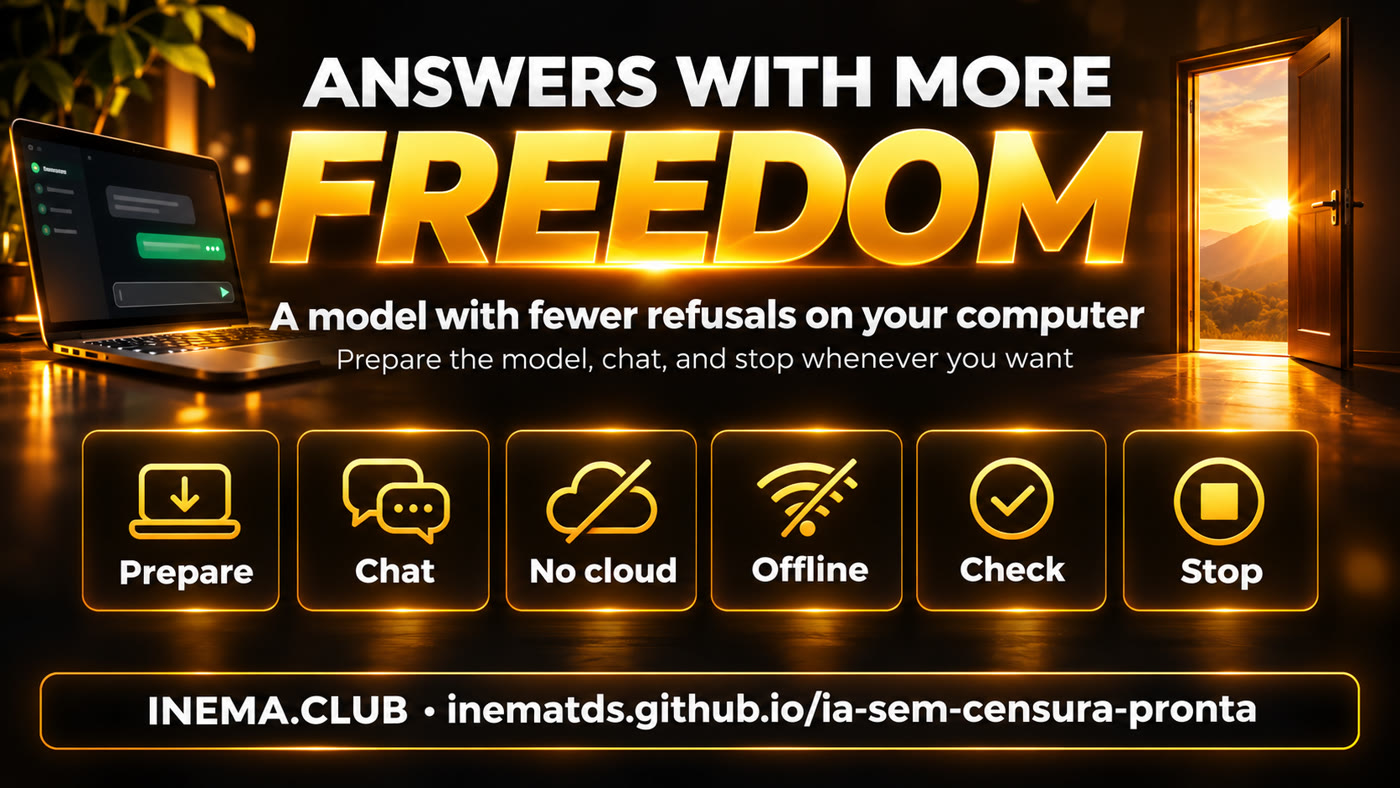 ANSWERS WITH MORE
FREEDOM
A model with fewer refusals on your computer
Prepare the model, chat, and stop whenever you want
Prepare
Chat
No cloud
Offline
Check
Stop
INEMA.CLUB • inematds.github.io/ia-sem-censura-pronta